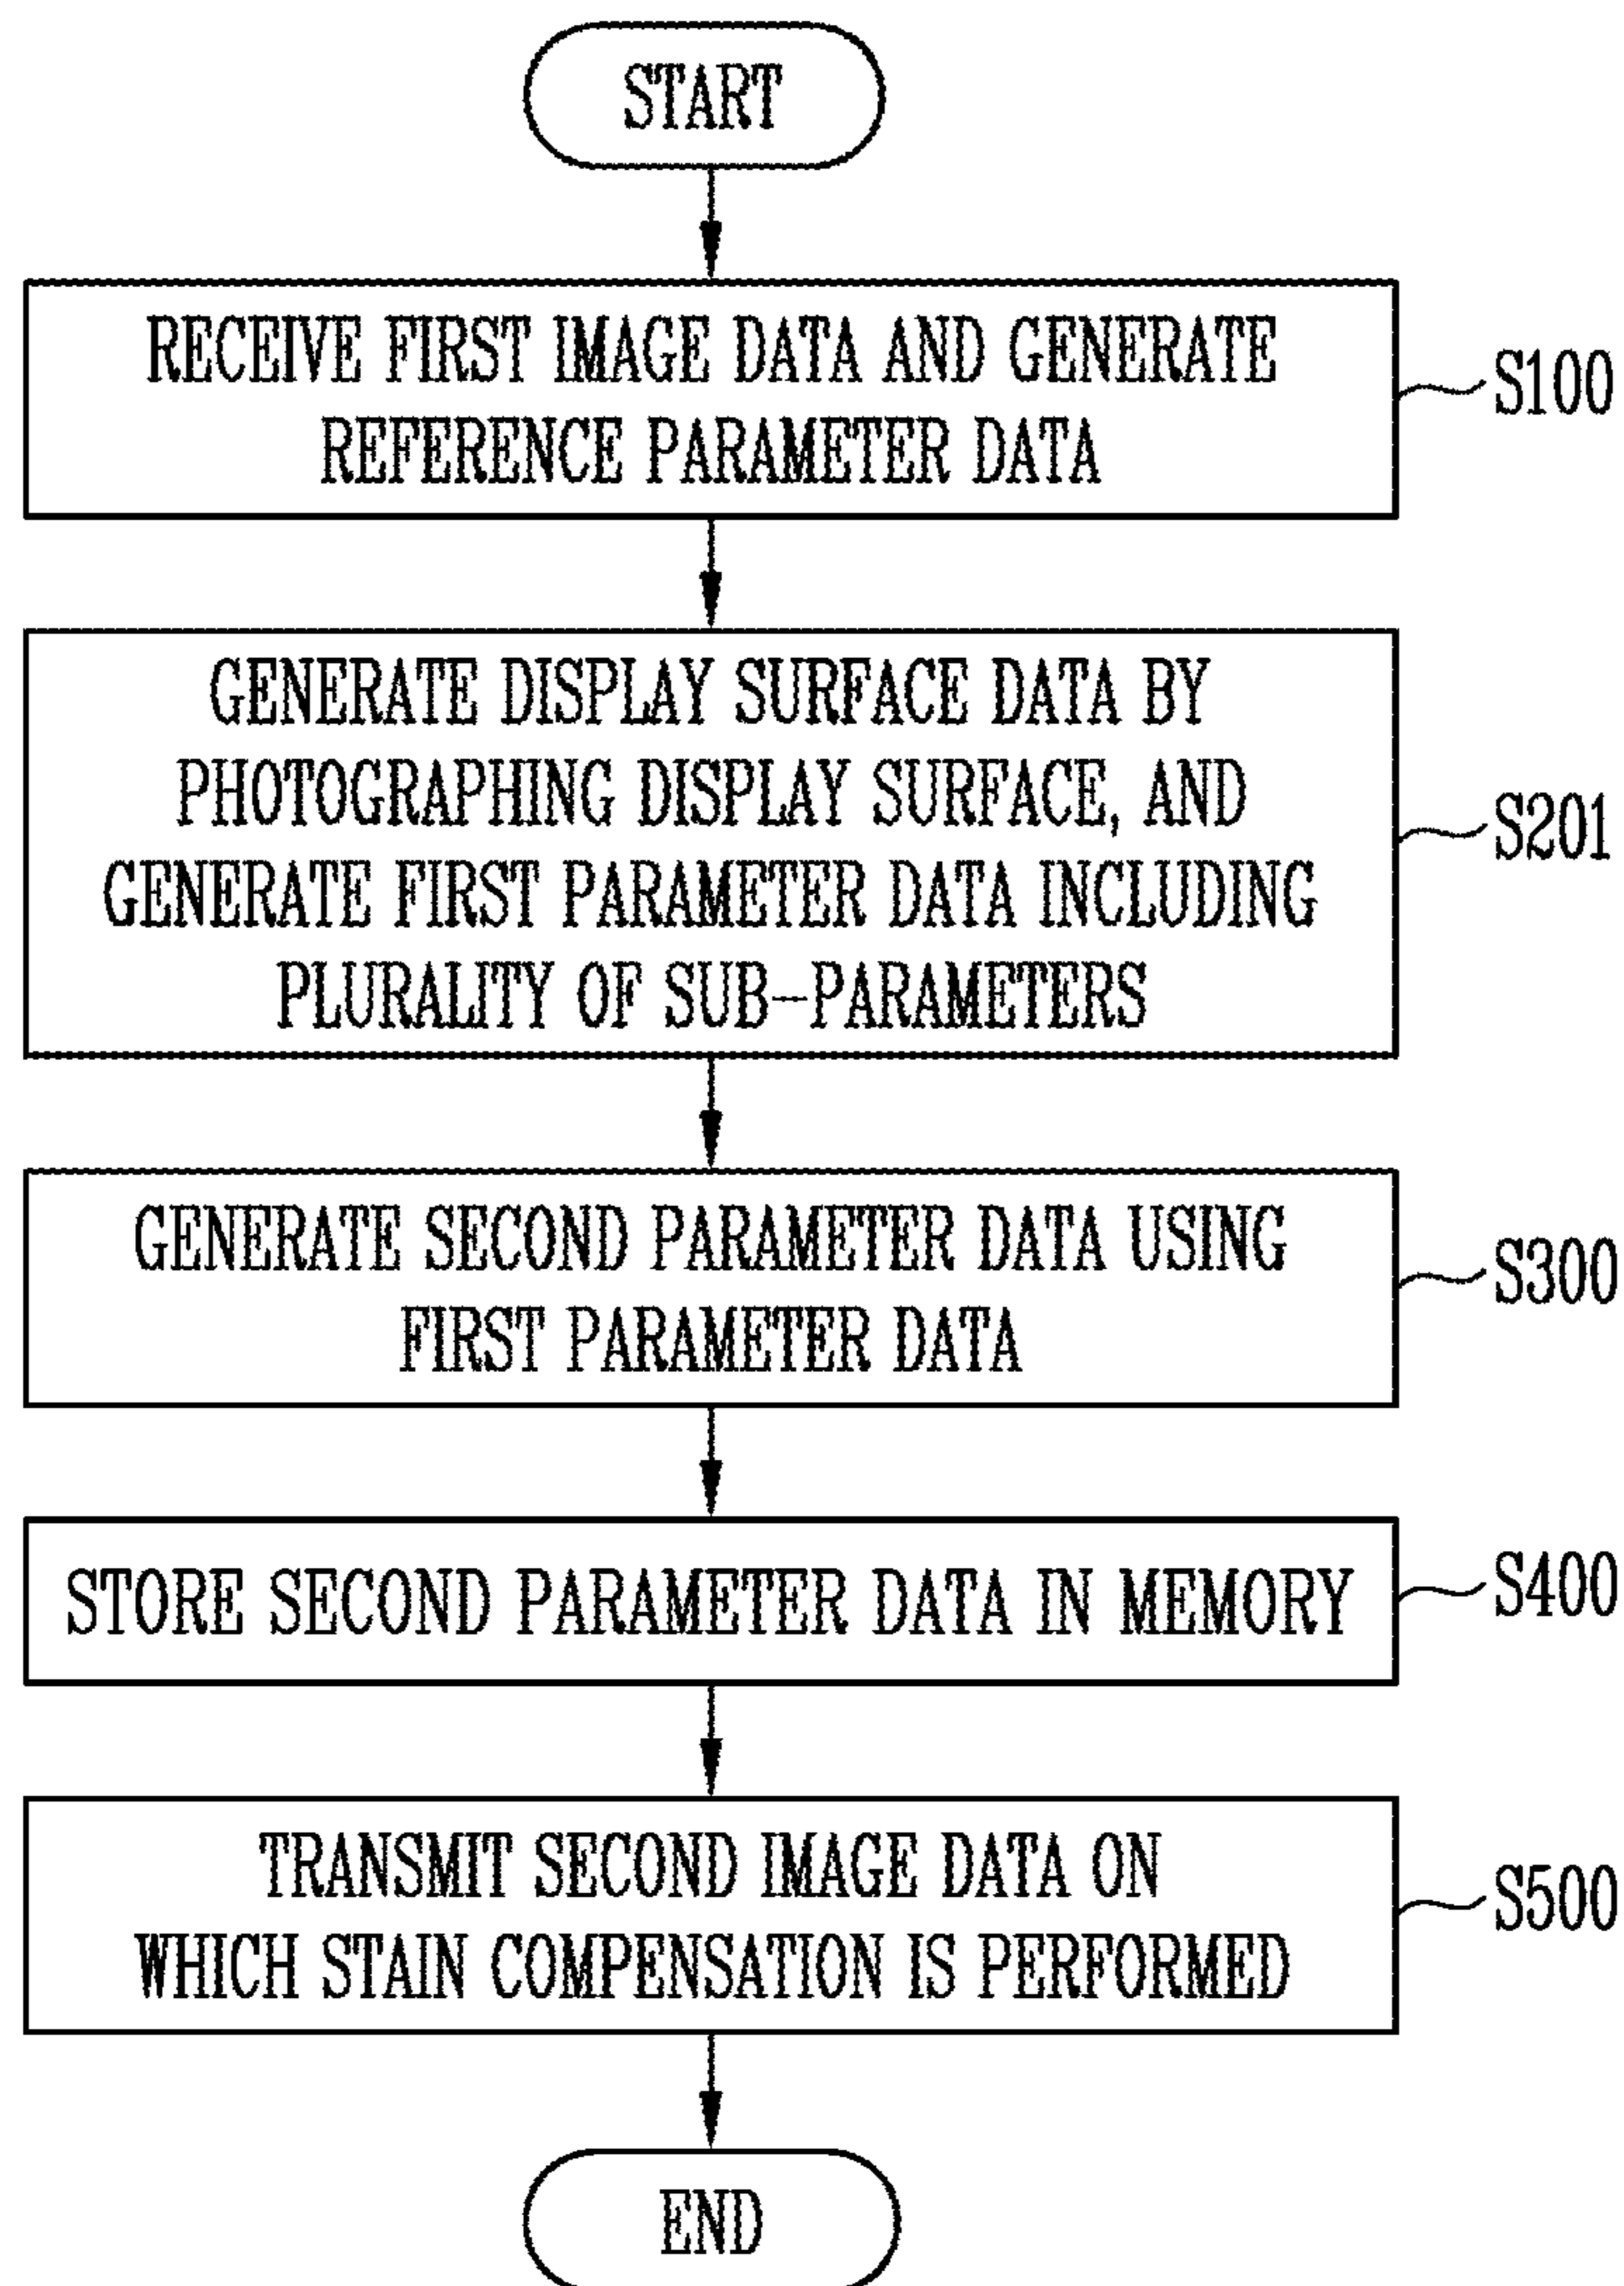 START
RECEIVE FIRST IMAGE DATA AND GENERATE
REFERENCE PARAMETER DATA
S100
GENERATE DISPLAY SURFACE DATA BY
PHOTOGRAPHING DISPLAY SURFACE, AND
GENERATE FIRST PARAMETER DATA INCLUDING
PLURALITY OF SUB-PARAMETERS
S201
GENERATE SECOND PARAMETER DATA USING
FIRST PARAMETER DATA
S300
STORE SECOND PARAMETER DATA IN MEMORY
S400
TRANSMIT SECOND IMAGE DATA ON
WHICH STAIN COMPENSATION IS PERFORMED
S500
END